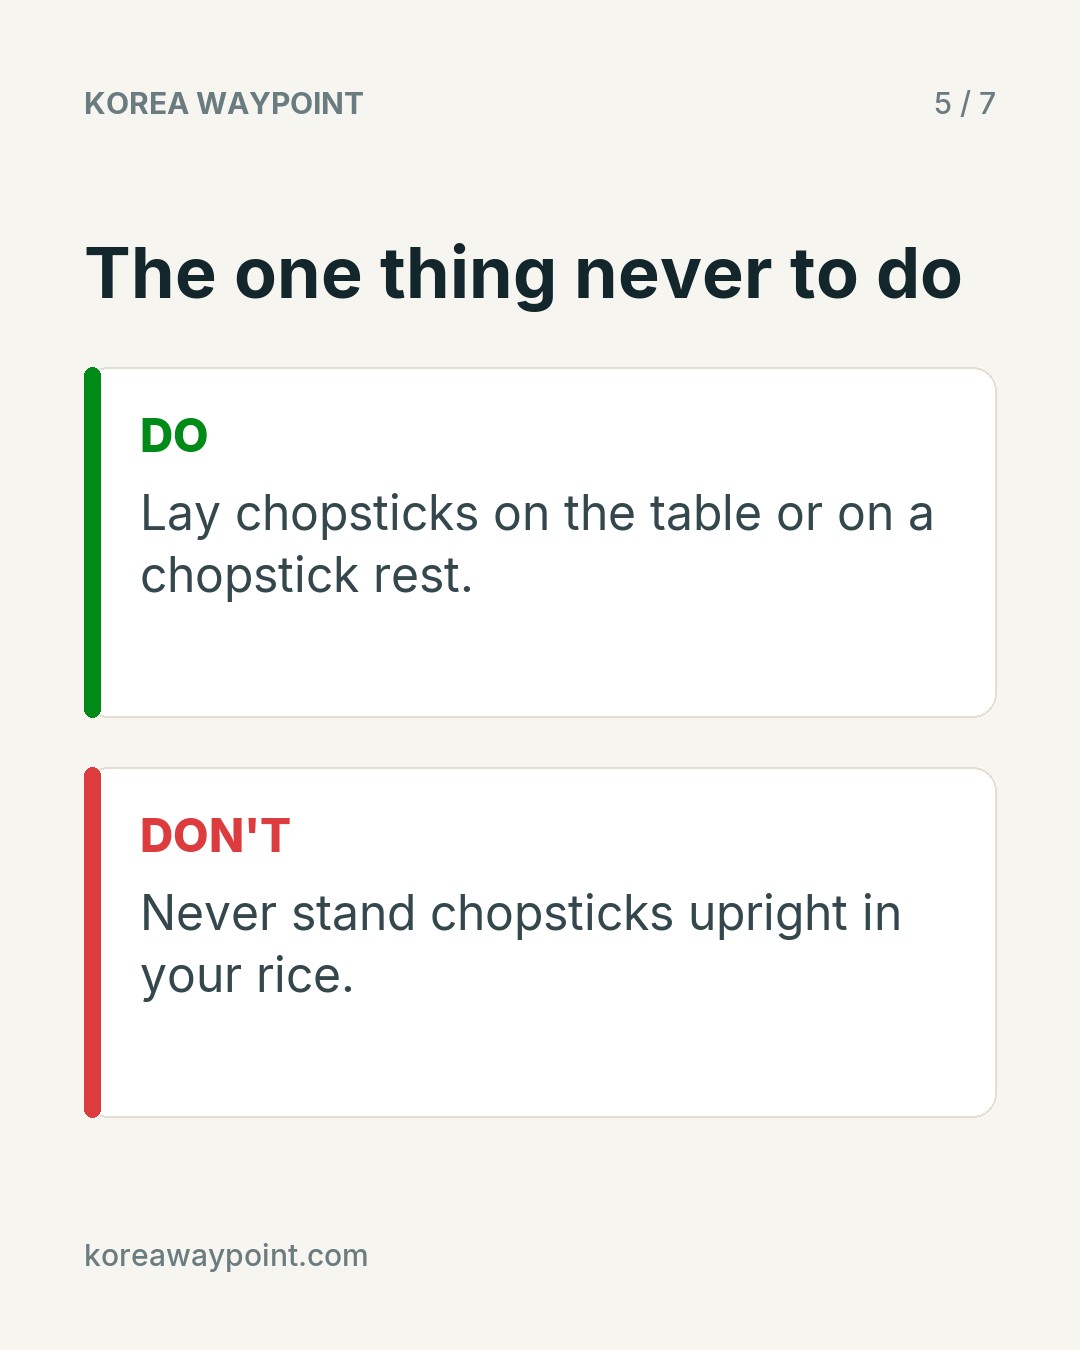 KOREA WAYPOINT
5 / 7
The one thing never to do
DO
Lay chopsticks on the table or on a
chopstick rest.
DON'T
Never stand chopsticks upright in
your rice.
koreawaypoint.com